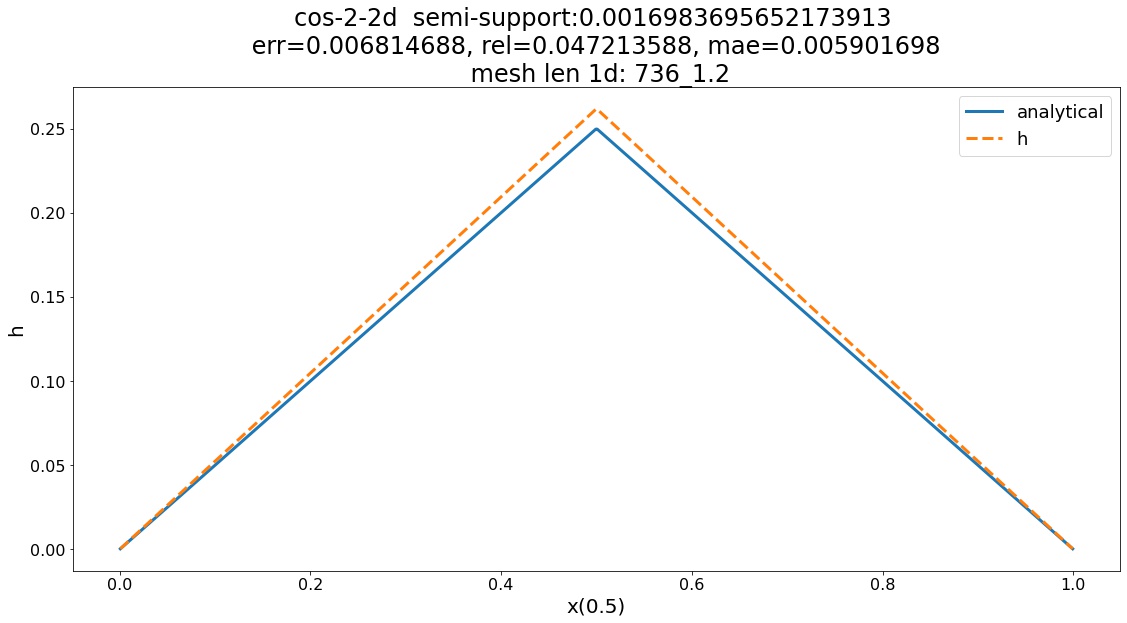 cos-2-2d  semi-support:0.0016983695652173913
err=0.006814688, rel=0.047213588, mae=0.005901698
mesh len 1d: 736_1.2
analytical
h
0.25
0.20
0.15
0.10
0.05
0.00
h
0.0
0.2
0.4
0.6
0.8
1.0
x(0.5)